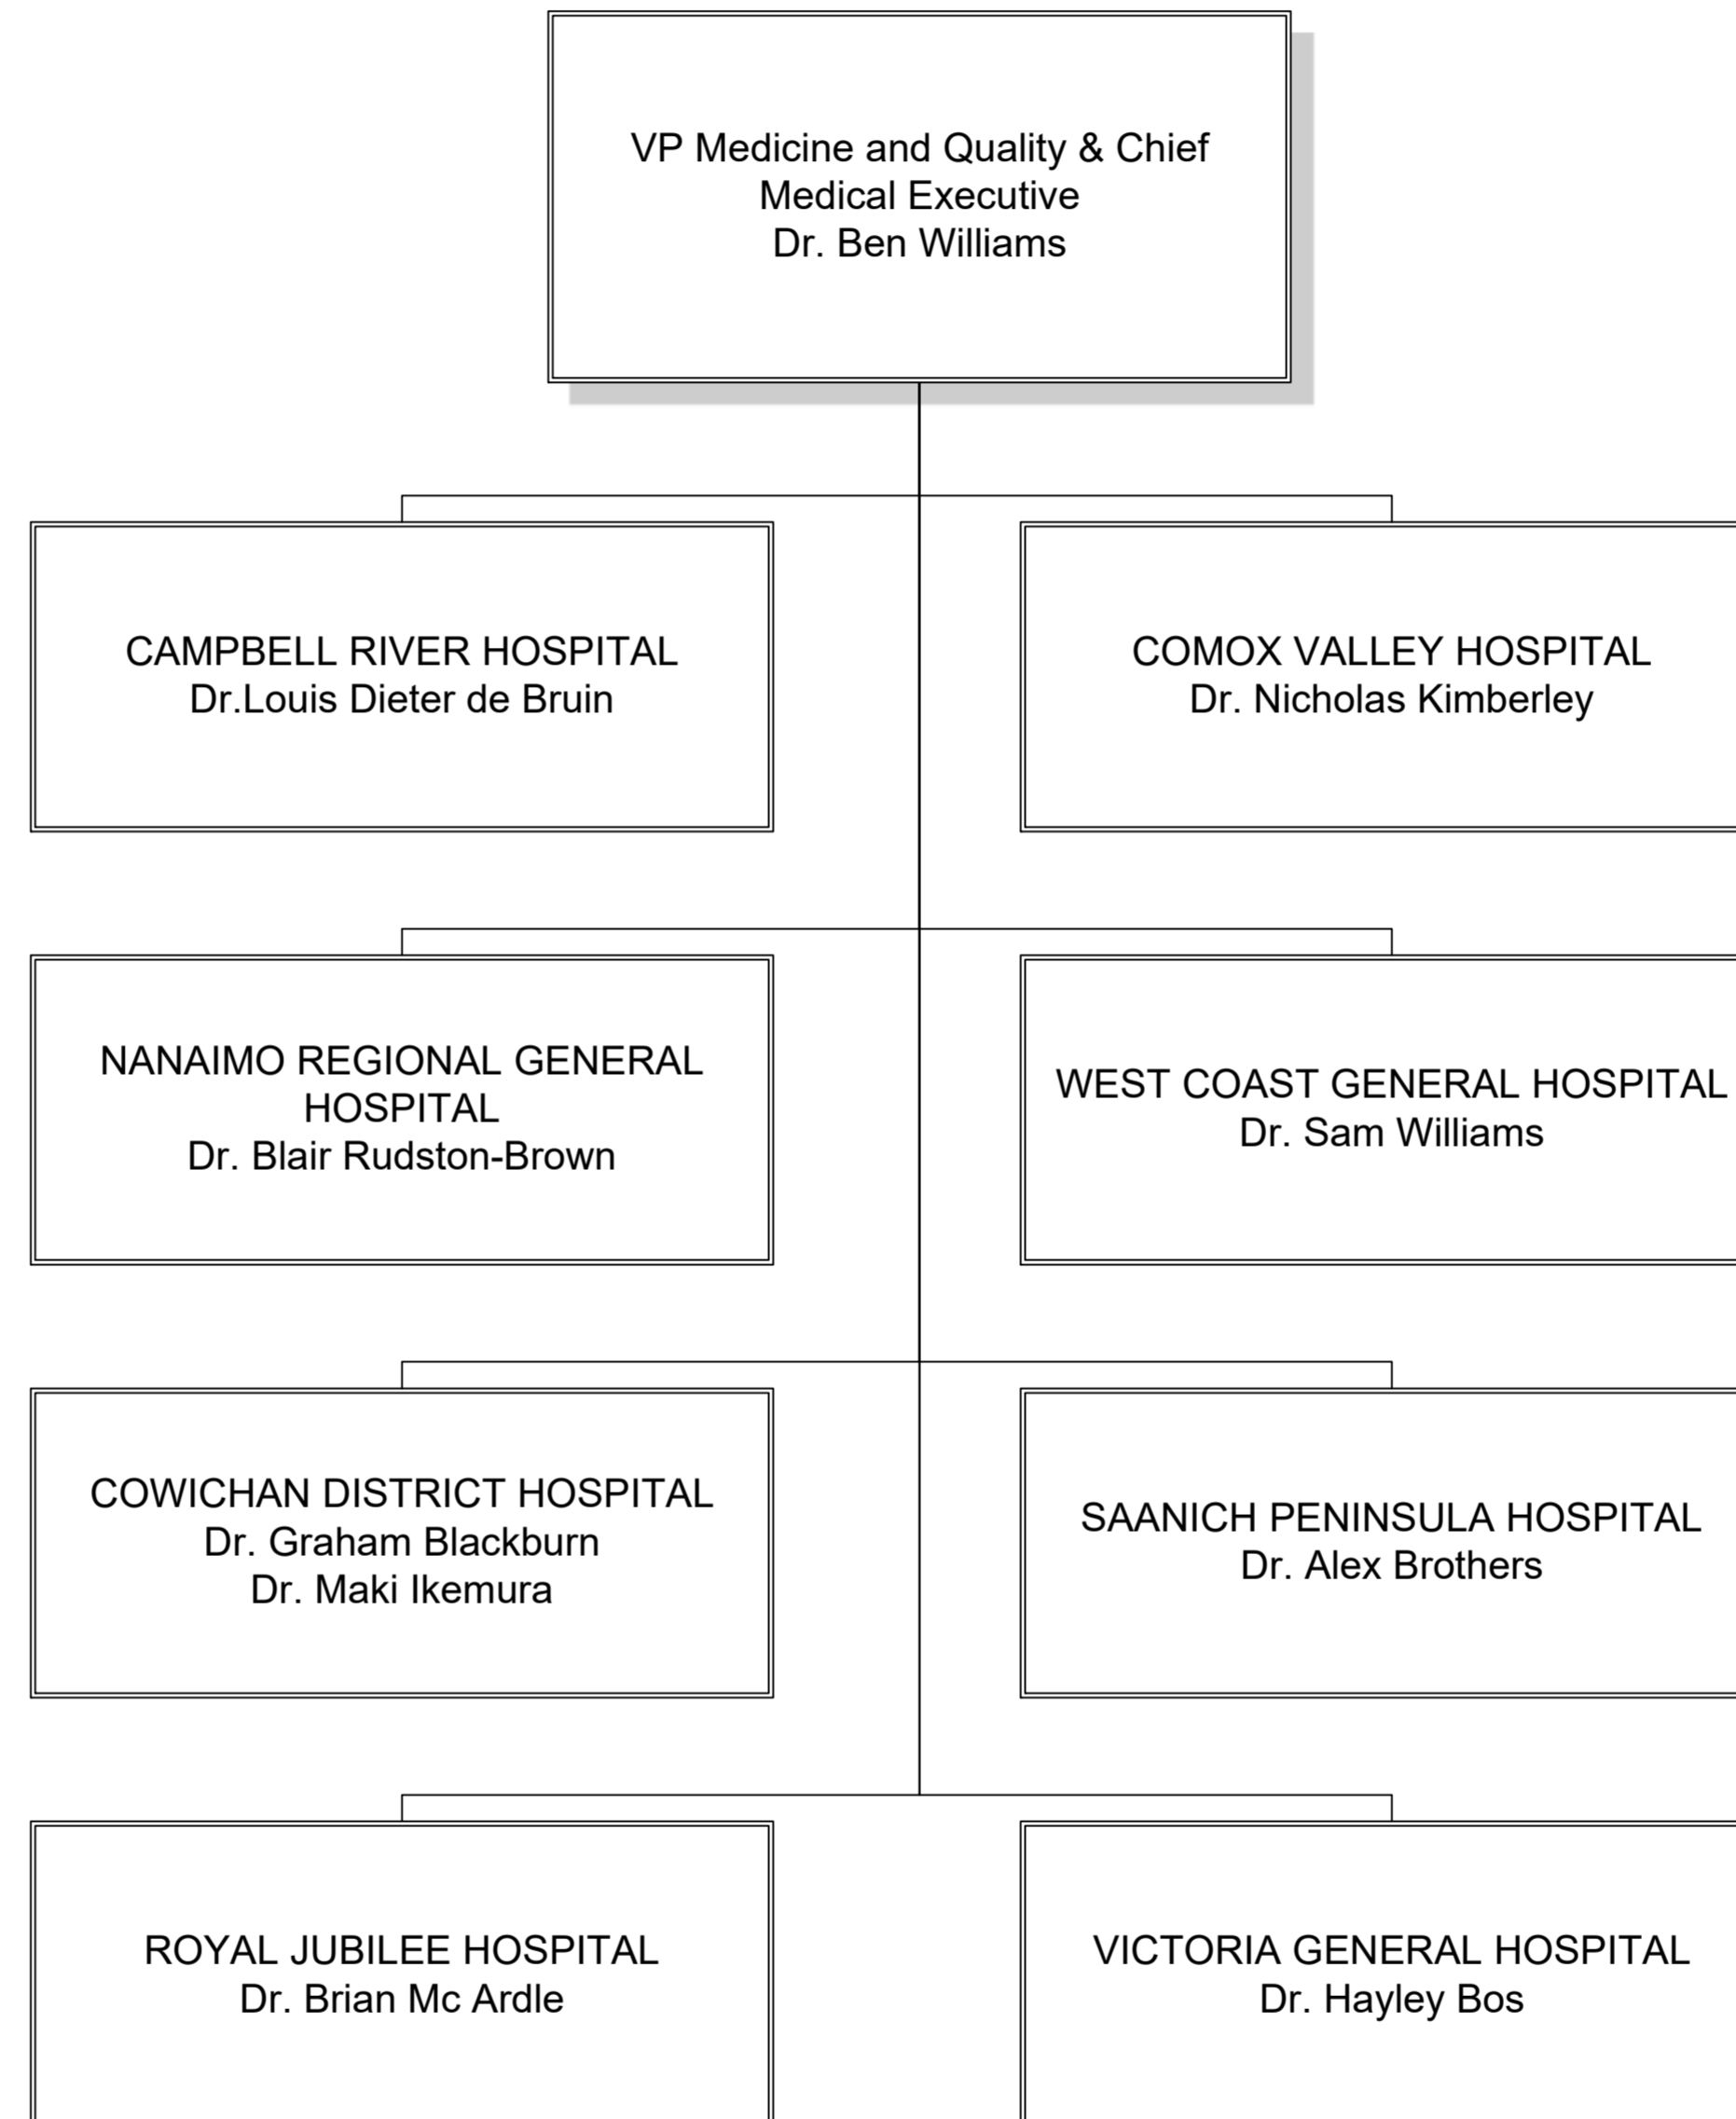 VP Medicine and Quality & Chief
Medical Executive
Dr. Ben Williams
CAMPBELL RIVER HOSPITAL
Dr.Louis Dieter de Bruin
COMOX VALLEY HOSPITAL
Dr. Nicholas Kimberley
NANAIMO REGIONAL GENERAL
HOSPITAL
Dr. Blair Rudston-Brown
WEST COAST GENERAL HOSPITAL
Dr. Sam Williams
COWICHAN DISTRICT HOSPITAL
Dr. Graham Blackburn
Dr. Maki Ikemura
SAANICH PENINSULA HOSPITAL
Dr. Alex Brothers
ROYAL JUBILEE HOSPITAL
Dr. Brian Mc Ardle
VICTORIA GENERAL HOSPITAL
Dr. Hayley Bos